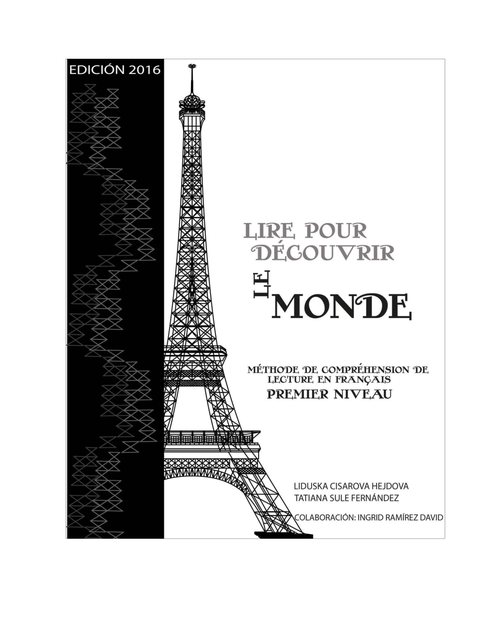 EDICIÓN 2016
LIRE POUR
DÉCOUVRIR
LE
MONDE
MÉTHODE DE COMPRÉHENSION DE
LECTURE EN FRANÇAIS
PREMIER NIVEAU
LIDUSKA CISAROVA HEJDOVA
TATIANA SULE FERNÁNDEZ
COLABORACIÓN: INGRID RAMÍREZ DAVID